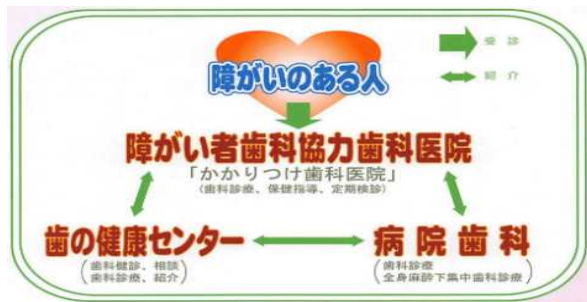 受診
紹介
障がいのある人
障がい者歯科協力歯科医院
「かかりつけ歯科医院」
(歯科診療、保健指導、定期検診)
歯の健康センター
(歯科健診、相談
歯科診療、紹介)
病院歯科
(歯科診療
全身麻酔下集中歯科診療)